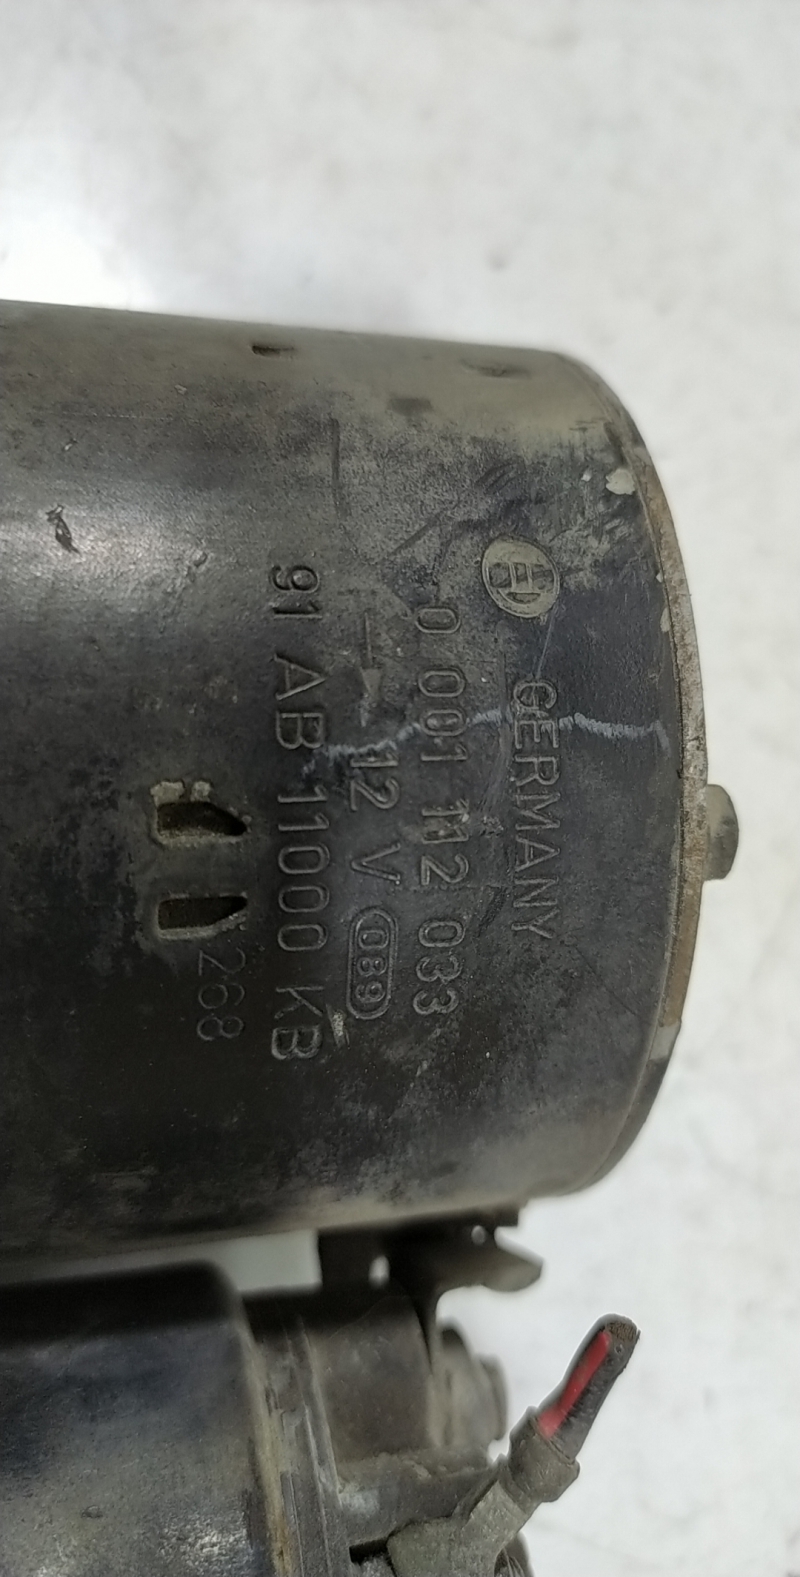 GERMANY
0 001 112 033
12 V 089
91 AB 11000 KB
268